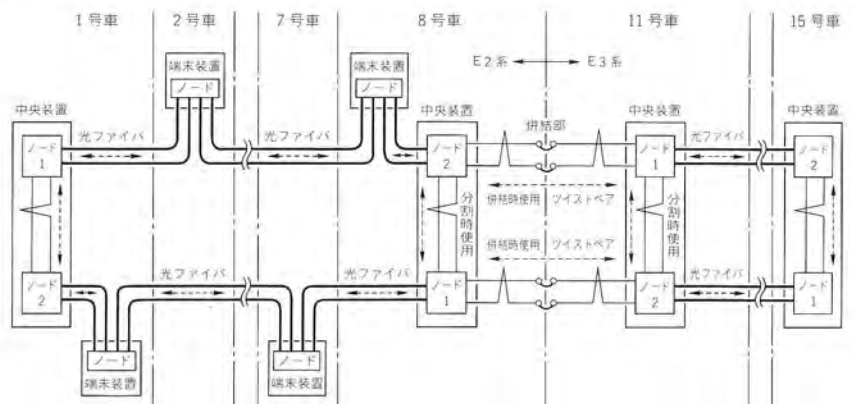 1号車 2号車 7号車 8号車 11号車 15号車
端末装置
ノード
端末装置
ノード
E2系 E3系
中央装置
ノード
1
光ファイバ
光ファイバ
中央装置
ノード
2
併結部
中央装置
ノード
1
光ファイバ
中央装置
ノード
2
分割時使用
併結時使用 ツイストペア
分割時使用
併結時使用 ツイストペア
ノード
2
光ファイバ
光ファイバ
ノード
1
ノード
2
光ファイバ
ノード
1
ノード
端末装置
ノード
端末装置